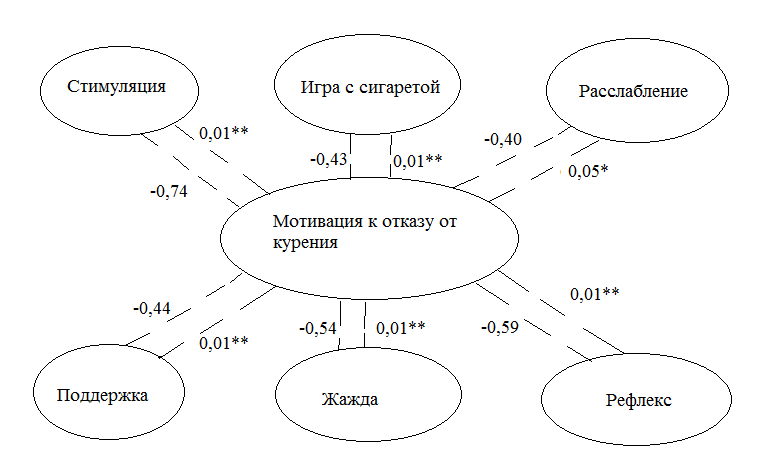 Стимуляция
Игра с сигаретой
Расслабление
0,01**
-0,74
-0,43
0,01**
-0,40
0,05*
Мотивация к отказу от
курения
-0,44
0,01**
-0,54
0,01**
-0,59
0,01**
Поддержка
Жажда
Рефлекс